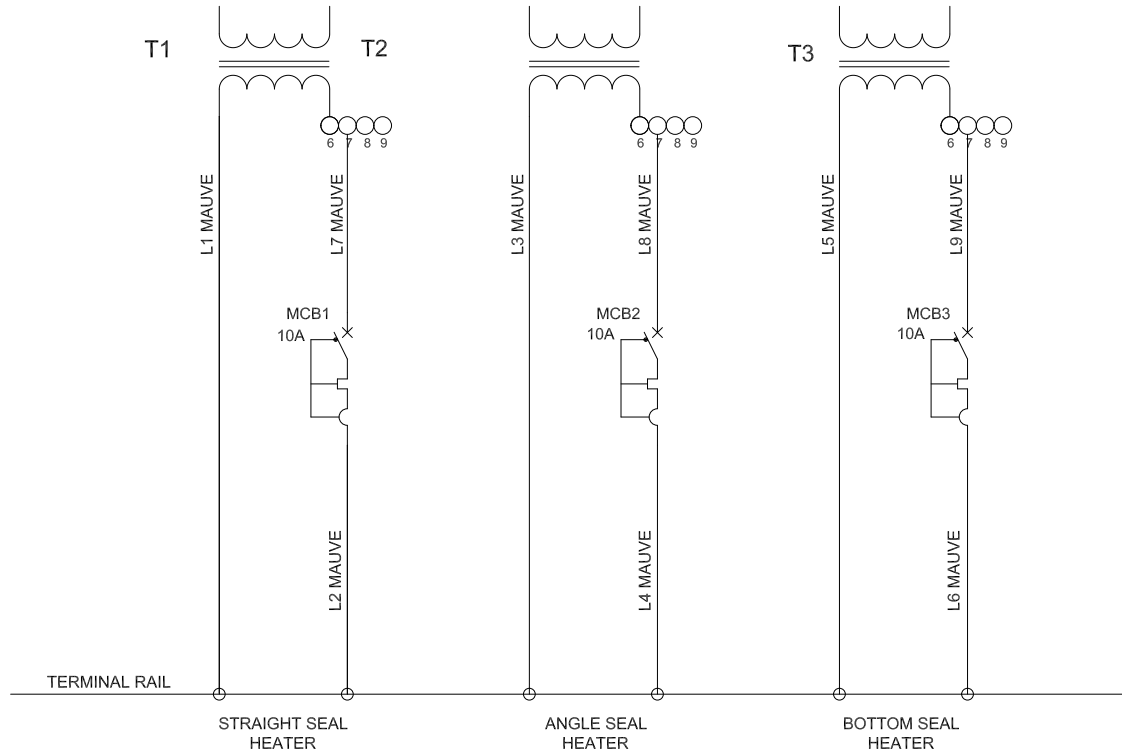 T1
T2
T3
6 7 8 9
6 7 8 9
6 7 8 9
L1 MAUVE
L7 MAUVE
L3 MAUVE
L8 MAUVE
L5 MAUVE
L9 MAUVE
MCB1
10A
MCB2
10A
MCB3
10A
L2 MAUVE
L4 MAUVE
L6 MAUVE
TERMINAL RAIL
STRAIGHT SEAL
HEATER
ANGLE SEAL
HEATER
BOTTOM SEAL
HEATER